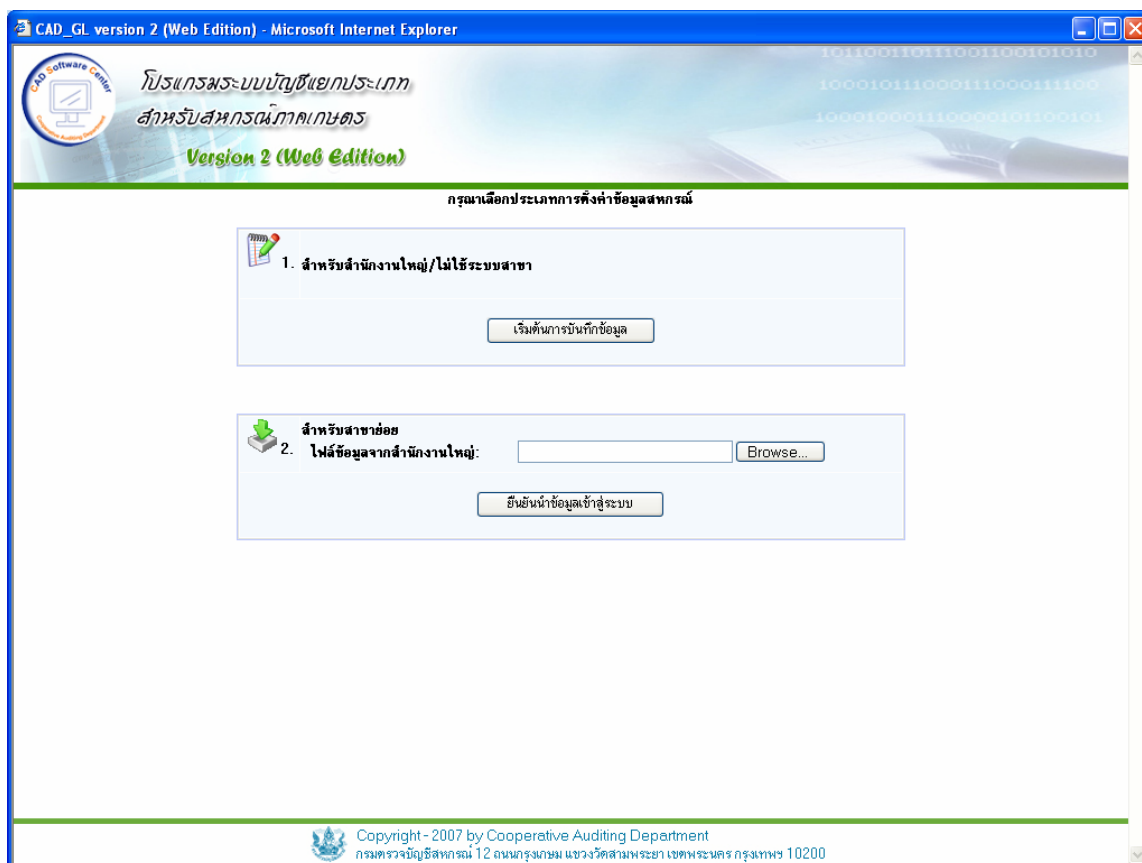 CAD_GL version 2 (Web Edition) - Microsoft Internet Explorer
CAD Software Center
Cooperative Auditing Department
โปรแกรมระบบบัญชีแยกประเภท
สำหรับสหกรณ์ภาคเกษตร
Version 2 (Web Edition)
101100110111001100101010
1000101110001110001111100
1000100011100001011001 01
กรุณาเลือกประเภทการตั้งค่าข้อมูลสหกรณ์
1. สำหรับสำนักงานใหญ่/ไม่ใช้ระบบสาขา
เริ่มต้นการบันทึกข้อมูล
สำหรับสาขาย่อย
2. ไฟล์ข้อมูลจากสำนักงานใหญ่: Browse...
ยืนยันนำข้อมูลเข้าสู่ระบบ
Copyright - 2007 by Cooperative Auditing Department
กรมตรวจบัญชีสหกรณ์ 12 ถนนกรุงเกษม แขวงวัดสามพระยา เขตพระนคร กรุงเทพฯ 10200